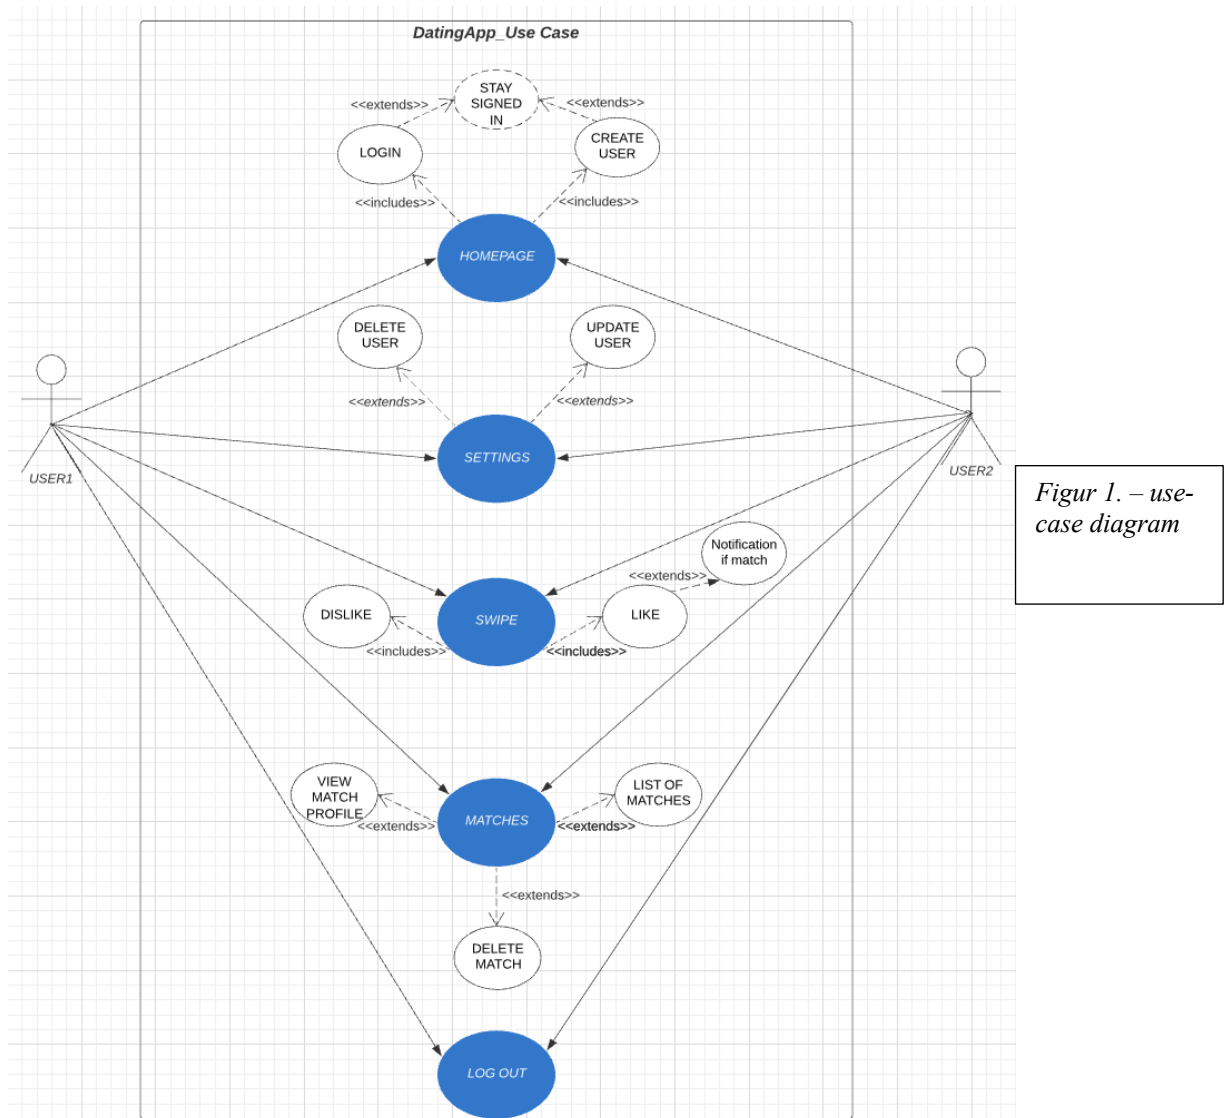 DatingApp_Use Case
STAY
SIGNED
IN
<<extends>>
<<extends>>
LOGIN
CREATE
USER
<<includes>>
<<includes>>
HOMEPAGE
DELETE
USER
UPDATE
USER
<<extends>>
<<extends>>
SETTINGS
USER1
USER2
Figur 1. – use-
case diagram
Notification
if match
<<extends>>
DISLIKE
SWIPE
LIKE
<<includes>>
<<includes>>
VIEW
MATCH
PROFILE
LIST OF
MATCHES
<<extends>>
MATCHES
<<extends>>
<<extends>>
DELETE
MATCH
LOG OUT